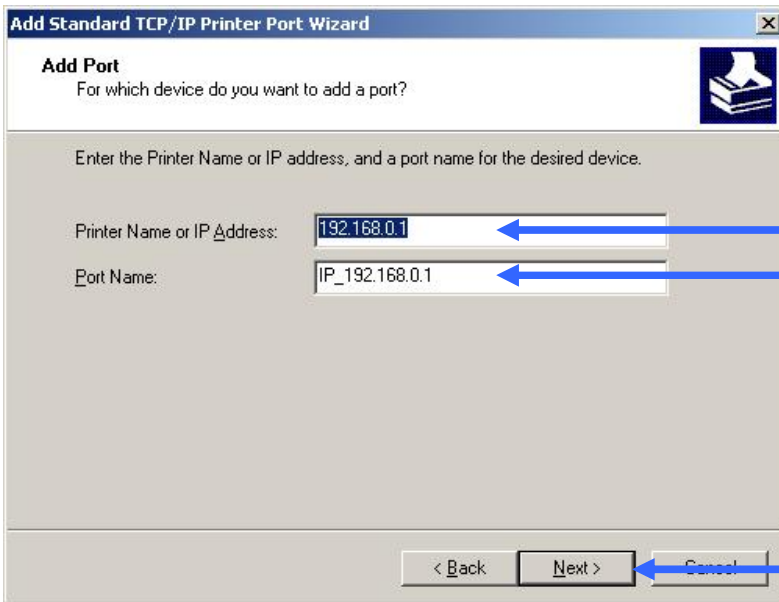 Add Standard TCP/IP Printer Port Wizard
Add Port
For which device do you want to add a port?
Enter the Printer Name or IP address, and a port name for the desired device.
Printer Name or IP Address: 192.168.0.1
Port Name: IP_192.168.0.1
< Back Next > Cancel